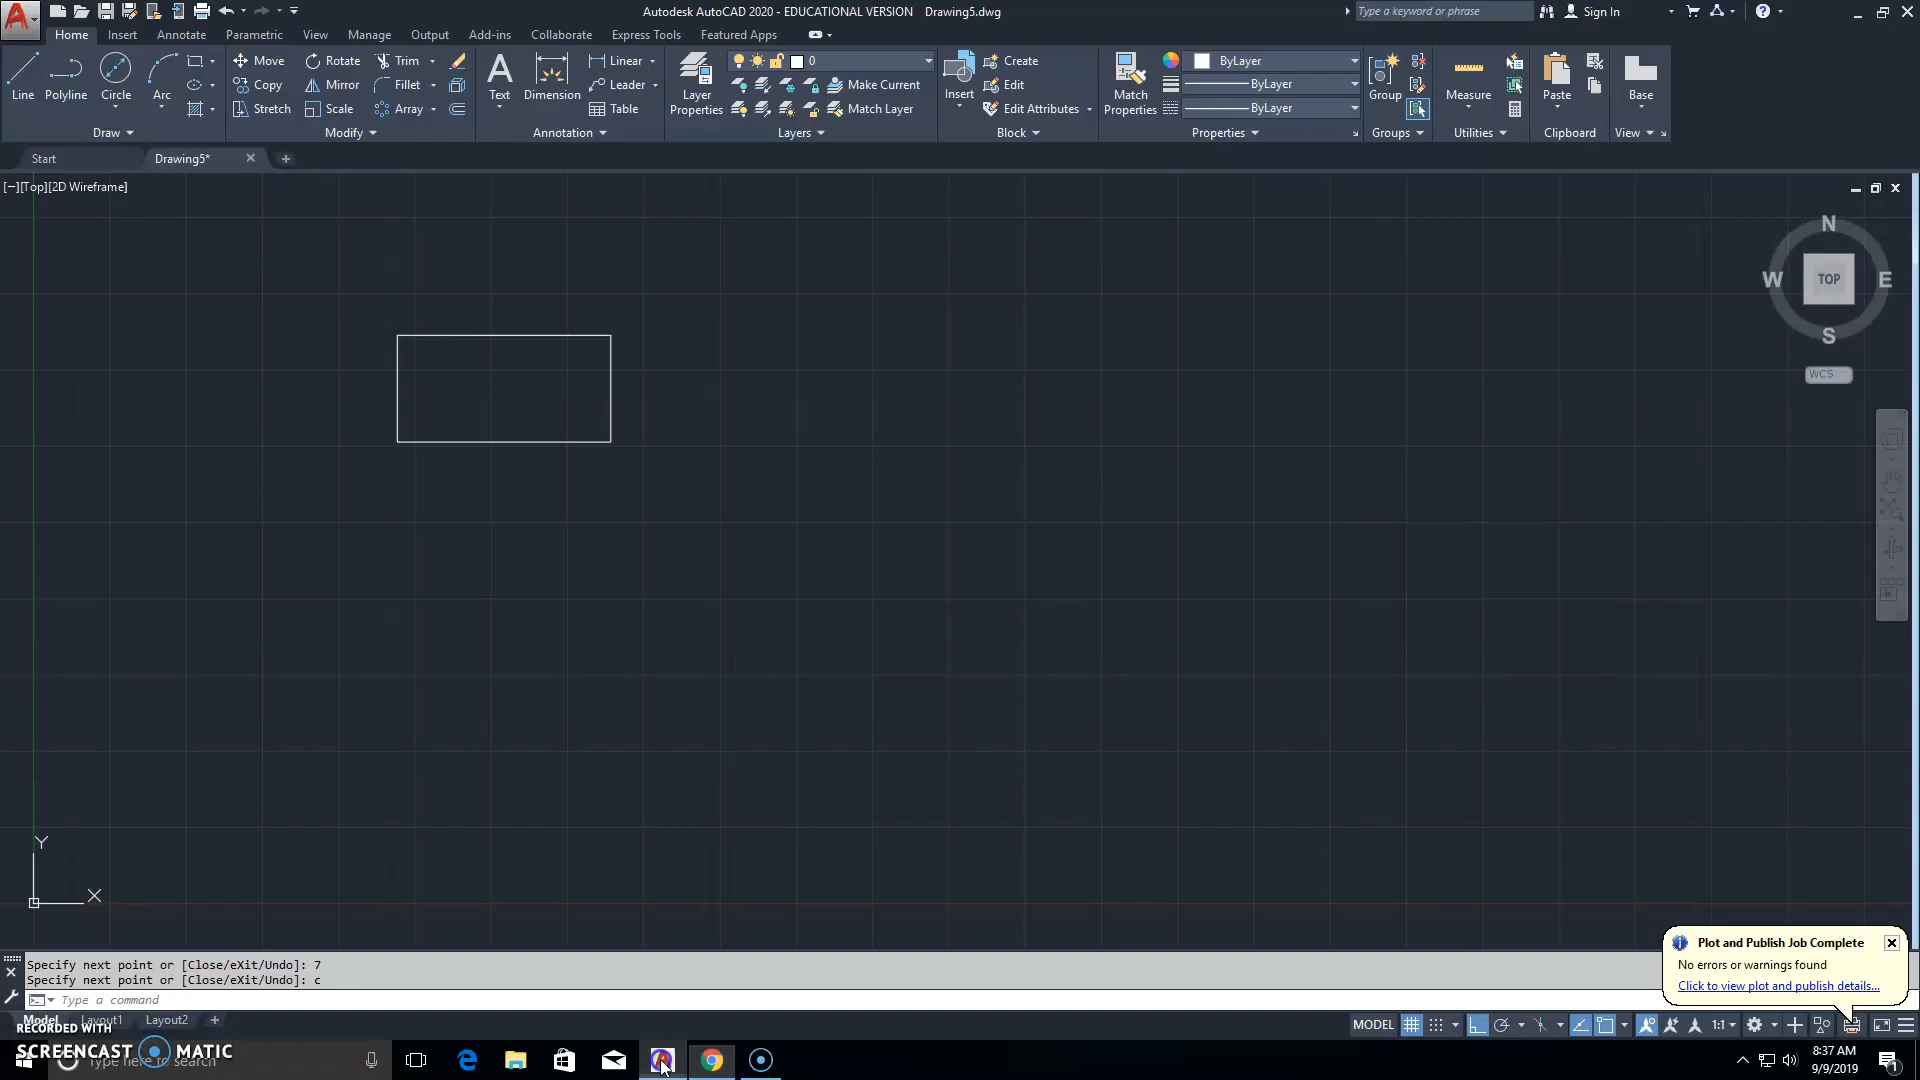 Autodesk AutoCAD 2020 - EDUCATIONAL VERSION Drawing5.dwg
Type a keyword or phrase
Sign In
Home Insert Annotate Parametric View Manage Output Add-ins Collaborate Express Tools Featured Apps
Line
Polyline
Circle
Arc
Draw
Move Rotate Trim
Copy Mirror Fillet
Stretch Scale Array
Modify
Text
Dimension
Linear
Leader
Table
Annotation
Layer
Properties
0
Make Current
Match Layer
Layers
Insert
Create
Edit
Edit Attributes
Block
Match
Properties
ByLayer
ByLayer
ByLayer
Properties
Group
Groups
Measure
Utilities
Paste
Clipboard
Base
View
Start Drawing5*
[−][Top][2D Wireframe]
N
W TOP E
S
WCS
Y
X
Plot and Publish Job Complete
No errors or warnings found
Click to view plot and publish details...
Specify next point or [Close/eXit/Undo]: 7
Specify next point or [Close/eXit/Undo]: c
Type a command
Model Layout1 Layout2
MODEL 1:1
RECORDED WITH
SCREENCAST MATIC
Type here to search
8:37 AM
9/9/2019
1